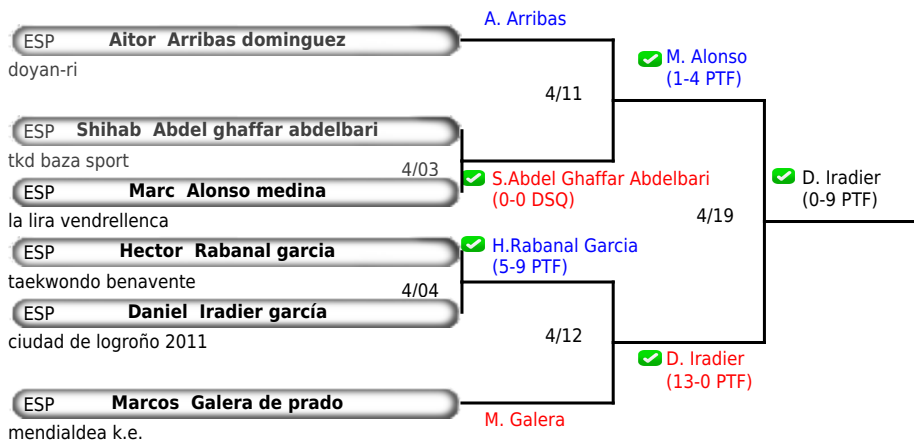 A. Arribas
ESP Aitor Arribas dominguez
doyan-ri
M. Alonso
(1-4 PTF)
4/11
ESP Shihab Abdel ghaffar abdelbari
tkd baza sport
4/03
S.Abdel Ghaffar Abdelbari
(0-0 DSQ)
ESP Marc Alonso medina
la lira vendrellenca
D. Iradier
(0-9 PTF)
4/19
ESP Hector Rabanal garcia
taekwondo benavente
H.Rabanal Garcia
(5-9 PTF)
4/04
ESP Daniel Iradier garcía
ciudad de logroño 2011
4/12
D. Iradier
(13-0 PTF)
ESP Marcos Galera de prado
mendialdea k.e.
M. Galera